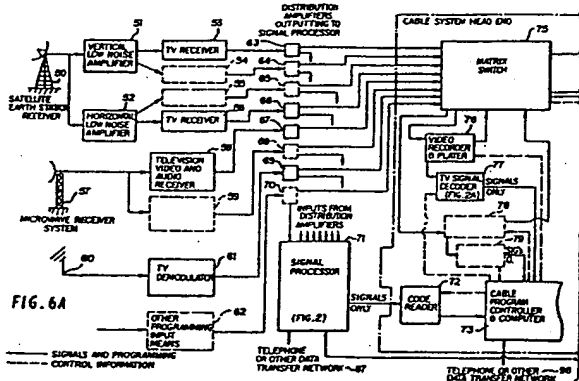 DISTRIBUTION
AMPLIFIERS
OUTPUTTING TO
SIGNAL PROCESSOR
CABLE SYSTEM HEAD END
51
VERTICAL
LOW NOISE
AMPLIFIER
53
TV RECEIVER
63
75
MATRIX
SWITCH
50
SATELLITE
EARTH STATION
RECEIVER
54
64
55
65
52
HORIZONTAL
LOW NOISE
AMPLIFIER
56
TV RECEIVER
66
67
76
VIDEO
RECORDER
& PLAYER
58
TELEVISION
VIDEO AND
AUDIO
RECEIVER
68
69
77
TV SIGNAL
DECODER
(FIG. 2A)
SIGNALS
ONLY
57
MICROWAVE RECEIVER
SYSTEM
59
70
78
INPUTS FROM
DISTRIBUTION
AMPLIFIERS
79
60
61
TV
DEMODULATOR
71
SIGNAL
PROCESSOR
(FIG. 2)
SIGNALS
ONLY
72
CODE
READER
CABLE
PROGRAM
CONTROLLER
& COMPUTER
73
FIG. 6A
62
OTHER
PROGRAMMING
INPUT
MEANS
SIGNALS AND PROGRAMMING
CONTROL INFORMATION
TELEPHONE
OR OTHER DATA
TRANSFER NETWORK
97
TELEPHONE OR OTHER
DATA TRANSFER NETWORK
98